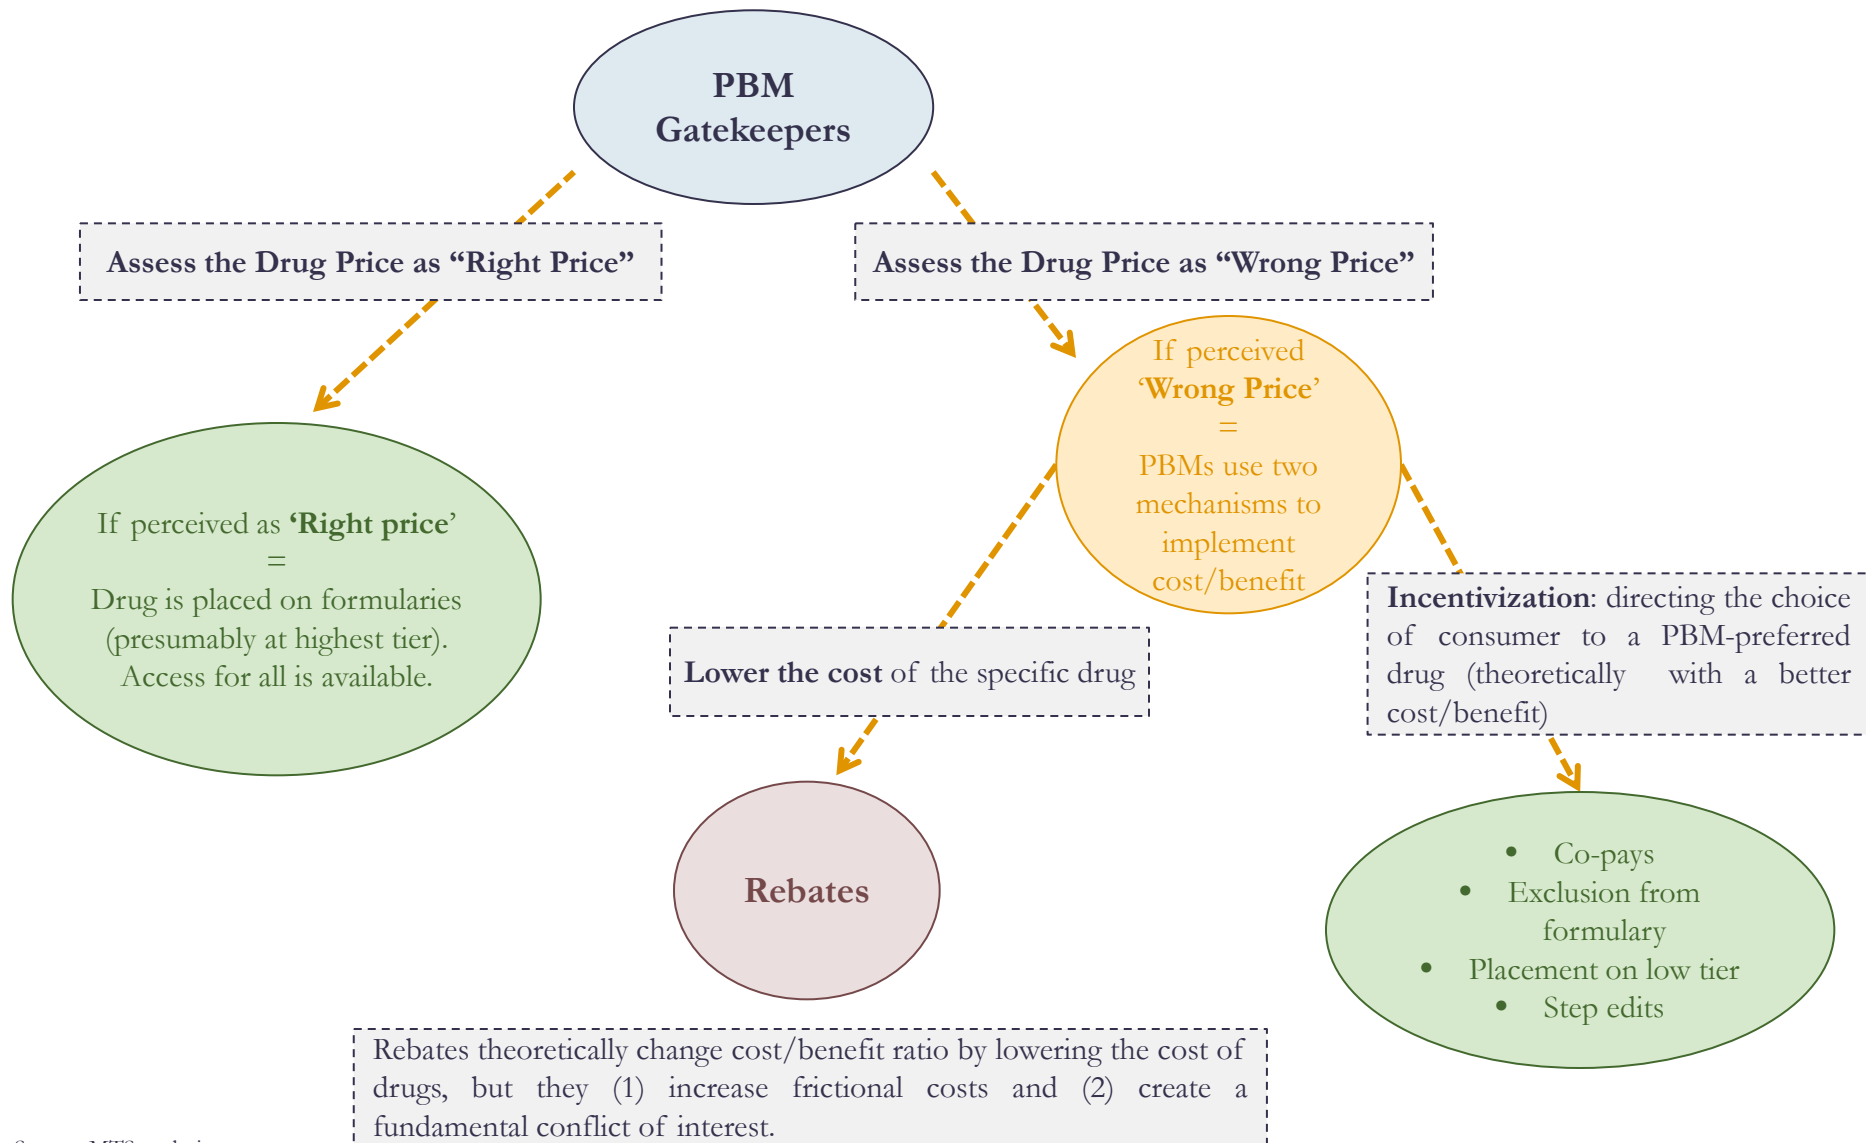 PBM
Gatekeepers
Assess the Drug Price as “Right Price”
Assess the Drug Price as “Wrong Price”
If perceived
‘Wrong Price’
=
PBMs use two
mechanisms to
implement
cost/benefit
If perceived as ‘Right price’
=
Drug is placed on formularies
(presumably at highest tier).
Access for all is available.
Lower the cost of the specific drug
Incentivization: directing the choice
of consumer to a PBM-preferred
drug (theoretically with a better
cost/benefit)
Rebates
• Co-pays
• Exclusion from
formulary
• Placement on low tier
• Step edits
Rebates theoretically change cost/benefit ratio by lowering the cost of
drugs, but they (1) increase frictional costs and (2) create a
fundamental conflict of interest.